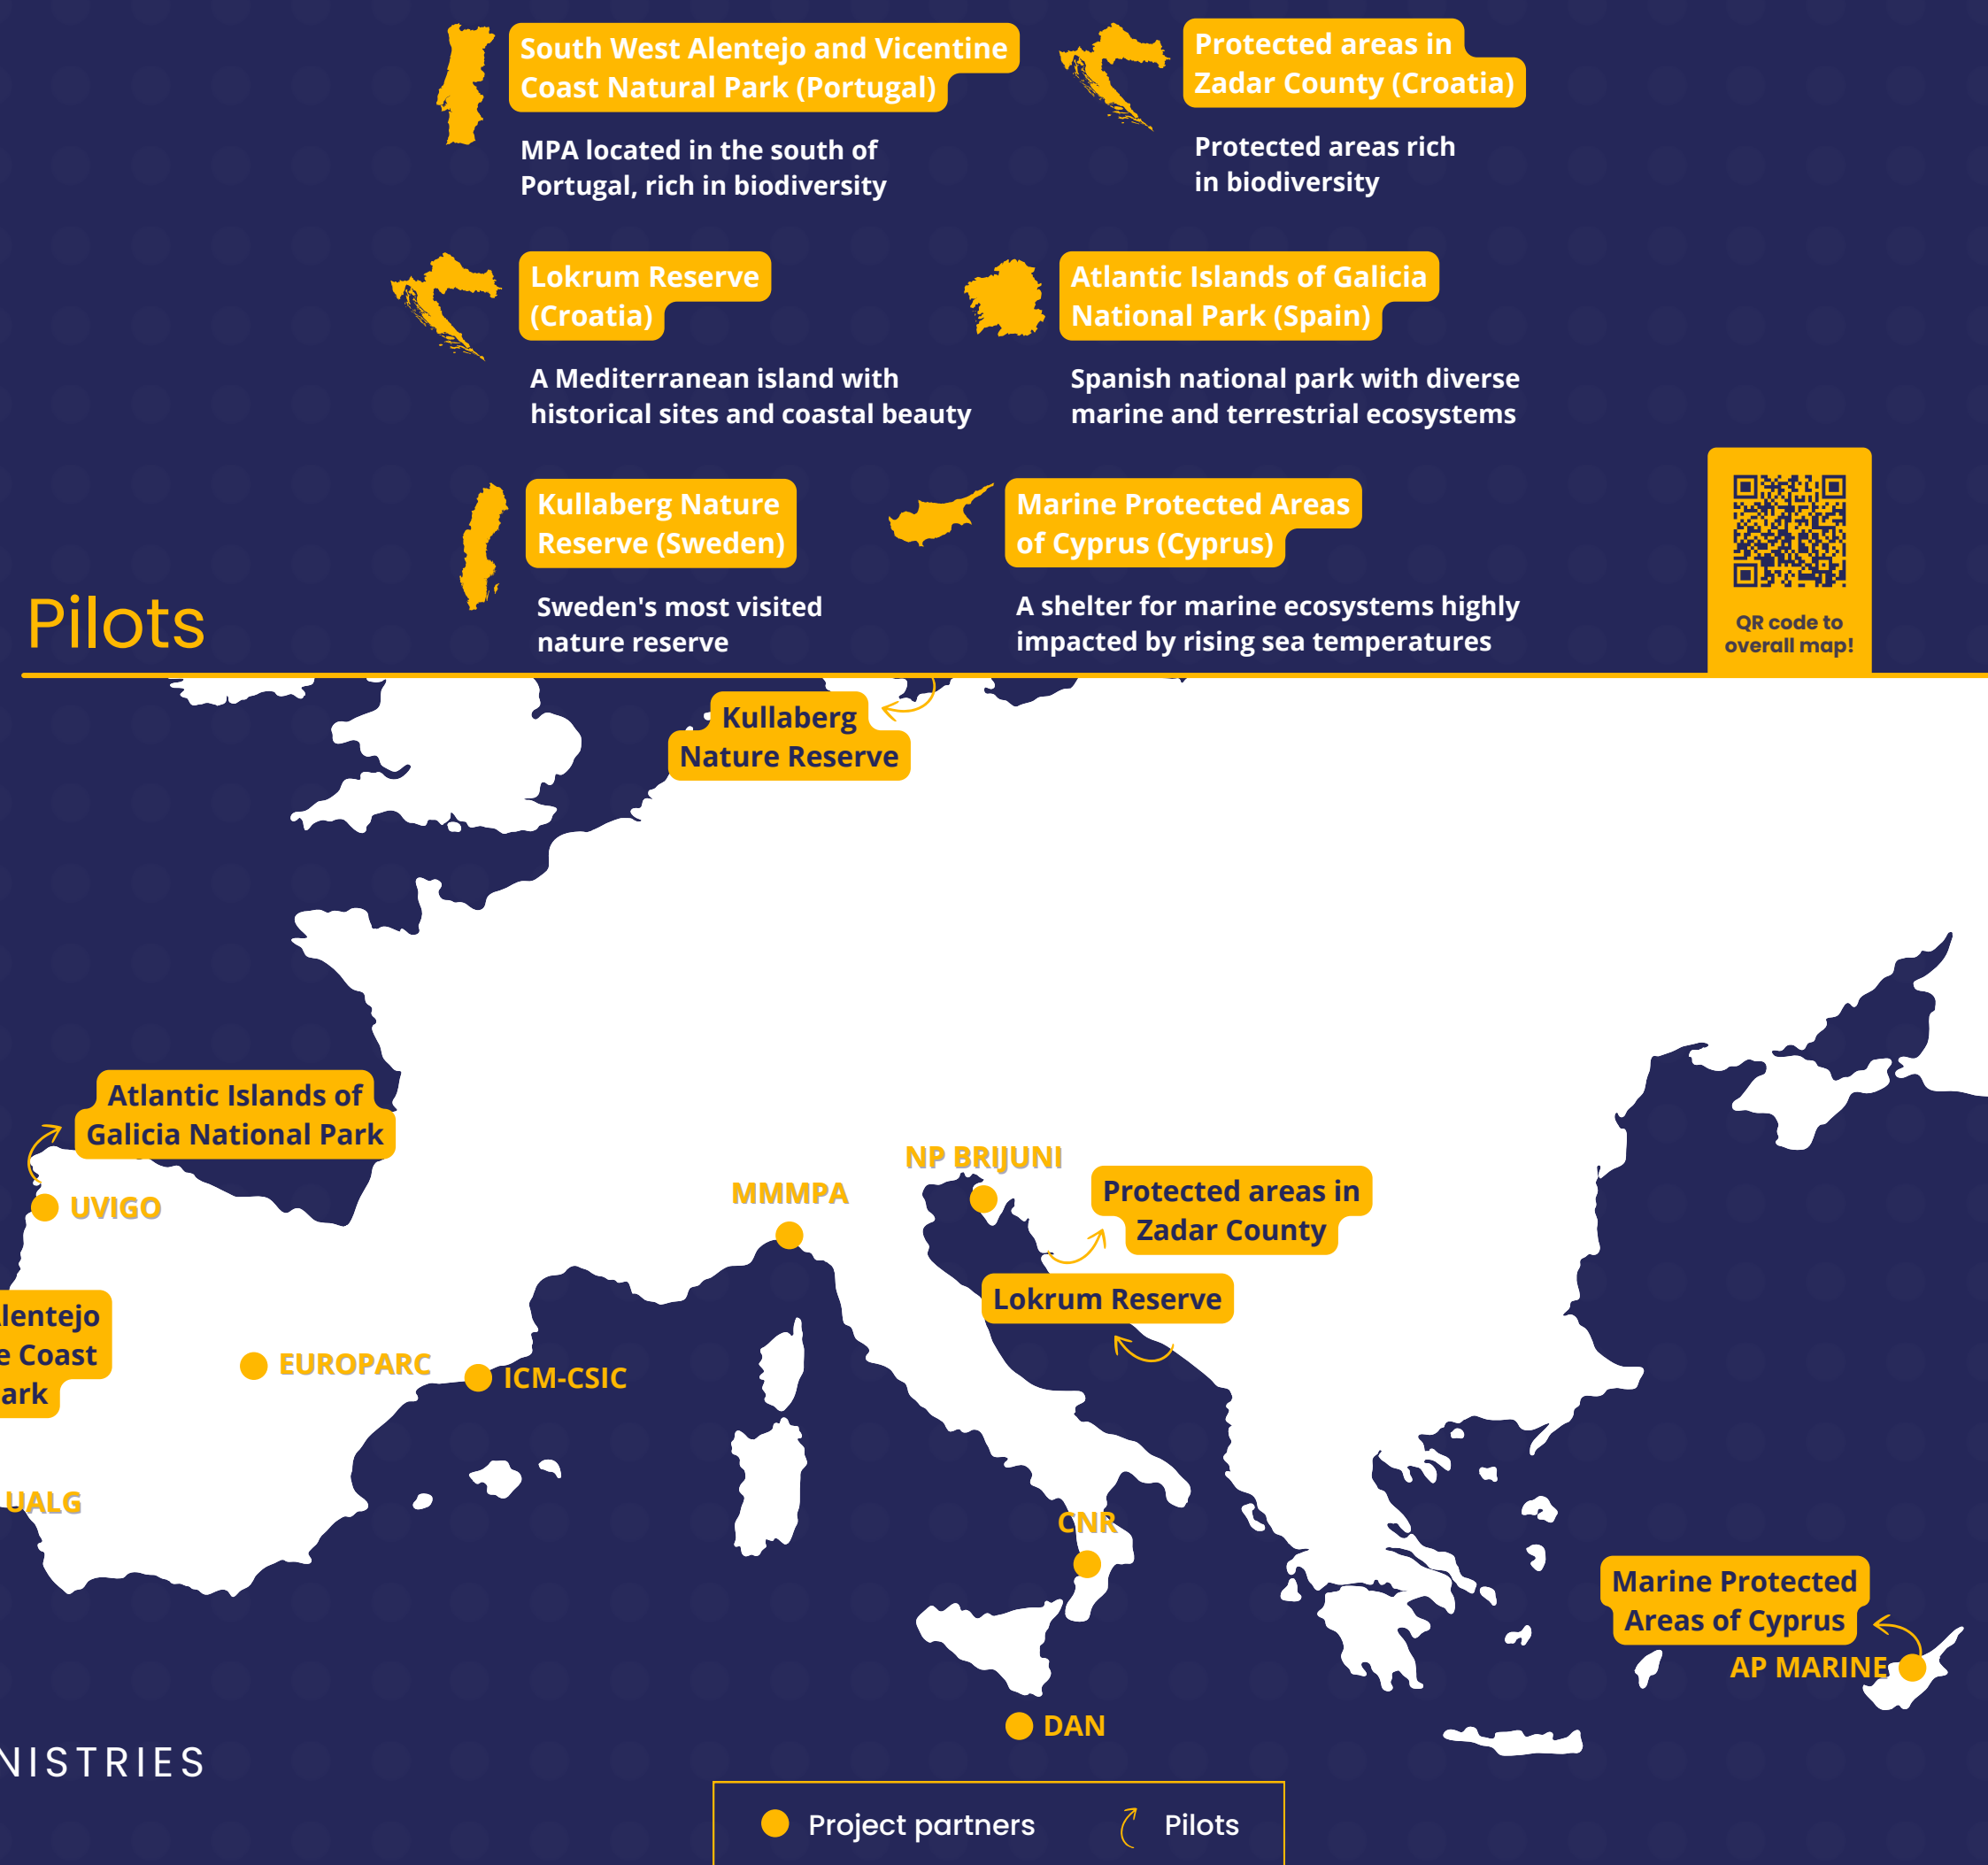 South West Alentejo and Vicentine
Coast Natural Park (Portugal)
MPA located in the south of
Portugal, rich in biodiversity
Protected areas in
Zadar County (Croatia)
Protected areas rich
in biodiversity
Lokrum Reserve
(Croatia)
A Mediterranean island with
historical sites and coastal beauty
Atlantic Islands of Galicia
National Park (Spain)
Spanish national park with diverse
marine and terrestrial ecosystems
Kullaberg Nature
Reserve (Sweden)
Sweden's most visited
nature reserve
Marine Protected Areas
of Cyprus (Cyprus)
A shelter for marine ecosystems highly
impacted by rising sea temperatures
QR code to
overall map!
Pilots
Kullaberg
Nature Reserve
Atlantic Islands of
Galicia National Park
UVIGO
NP BRIJUNI
MMMPA
Protected areas in
Zadar County
Lokrum Reserve
lentejo
e Coast
ark
EUROPARC
ICM-CSIC
UALG
CNR
Marine Protected
Areas of Cyprus
AP MARINE
DAN
NISTRIES
Project partners
Pilots